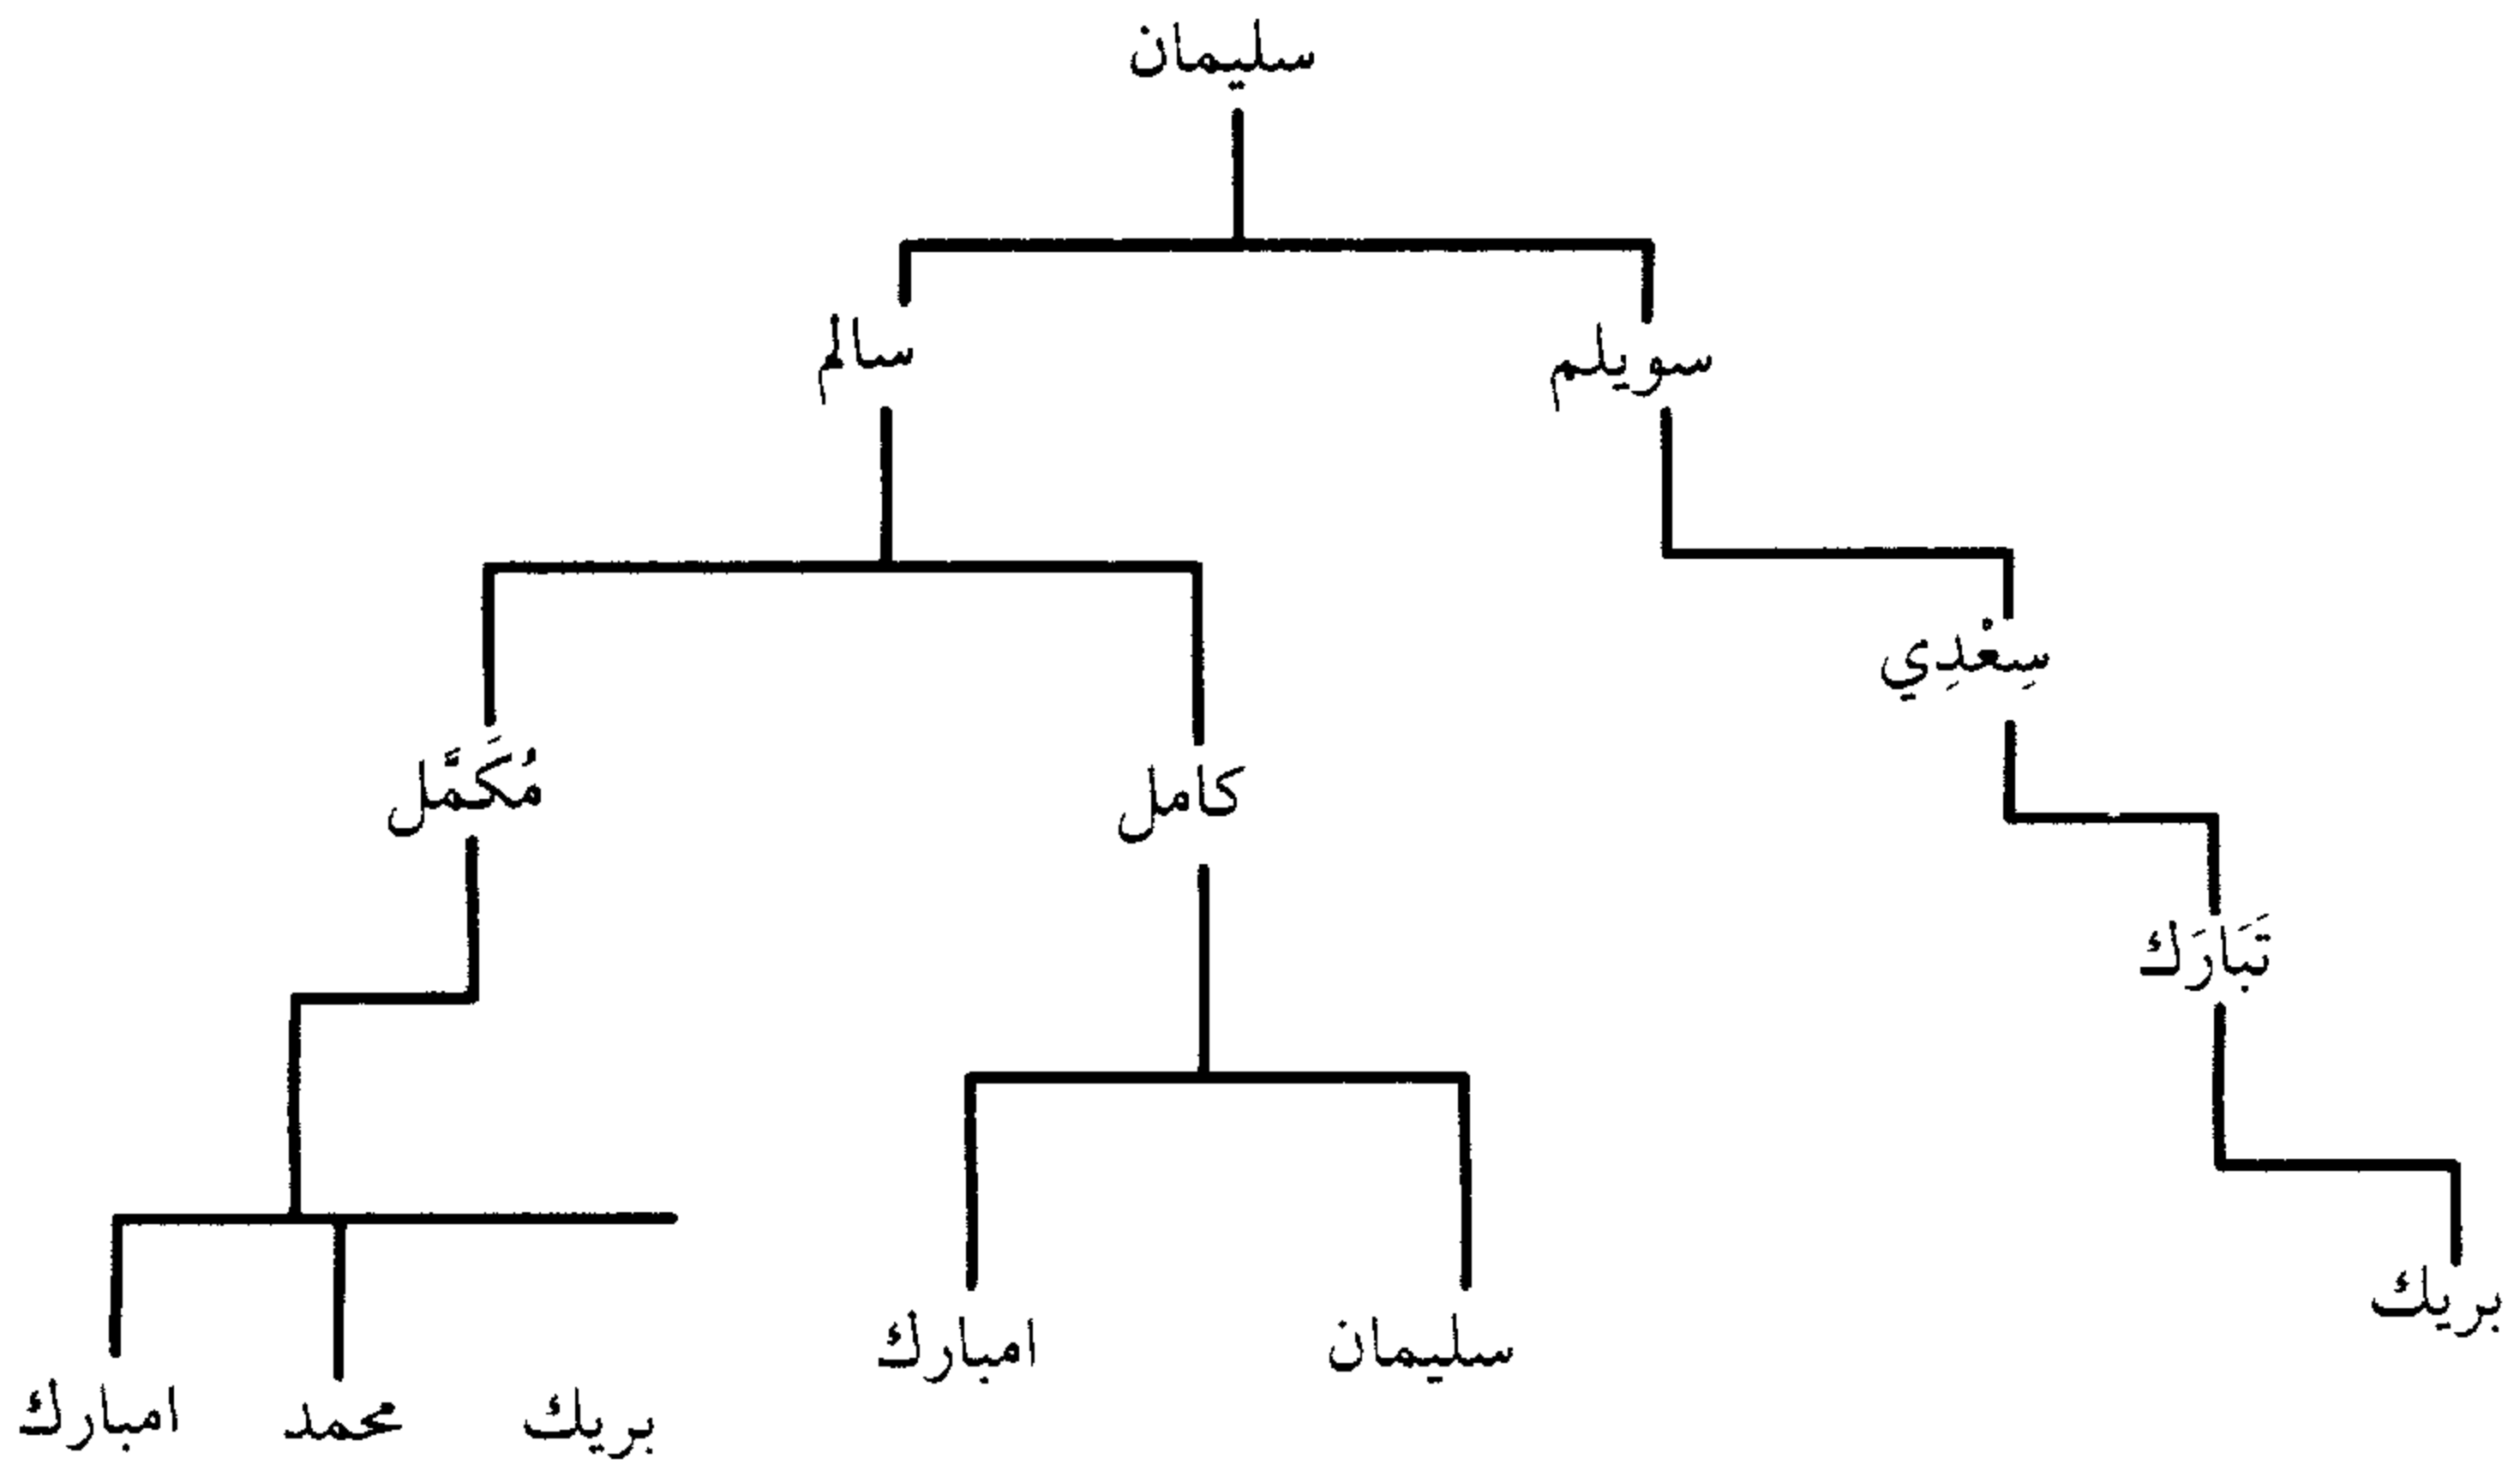 سليمان
سويلم
سالم
سِعْدِي
كامل
مُكَمَّل
تَبَارَك
بريك
سليمان
امبارك
بريك
محمد
امبارك